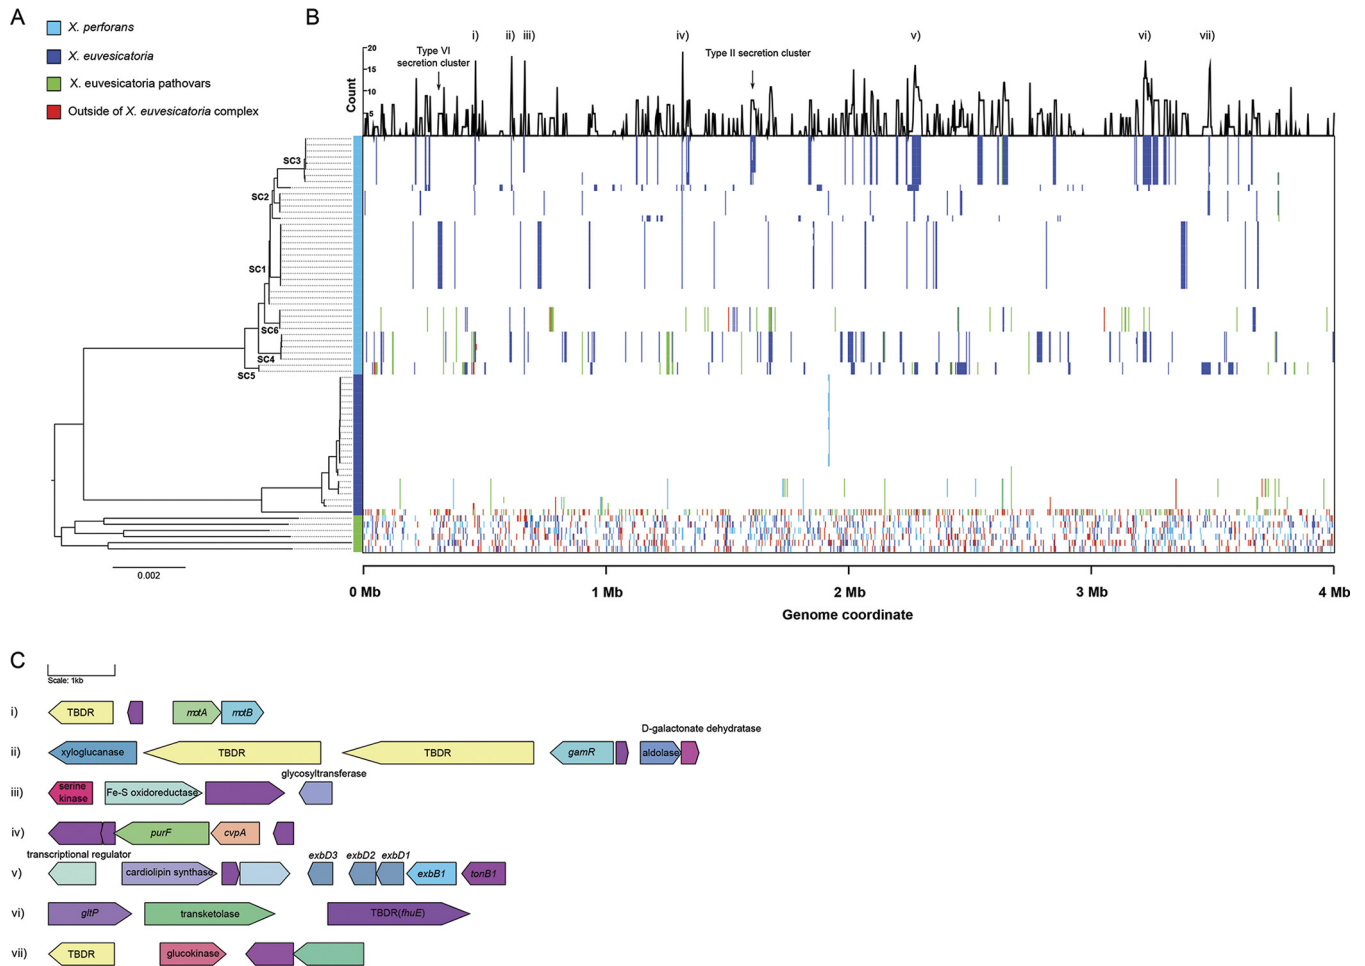 A
B
X. perforans
X. euvesicatoria
X. euvesicatoria pathovars
Outside of X. euvesicatoria complex
i)
ii)
iii)
iv)
v)
vi)
vii)
Type VI
secretion cluster
Type II secretion cluster
Count
20
15
10
5
SC3
SC2
SC1
SC6
SC4
SC5
0.002
0 Mb
1 Mb
2 Mb
3 Mb
4 Mb
Genome coordinate
C
Scale: 1kb
i)
TBDR
motA
motB
D-galactonate dehydratase
ii)
xyloglucanase
TBDR
TBDR
gamR
aldolase
glycosyltransferase
iii)
serine
kinase
Fe-S oxidoreductase
iv)
purF
cvpA
transcriptional regulator
exbD3
exbD2
exbD1
v)
cardiolipin synthase
exbB1
tonB1
vi)
gltP
transketolase
TBDR(fhuE)
vii)
TBDR
glucokinase